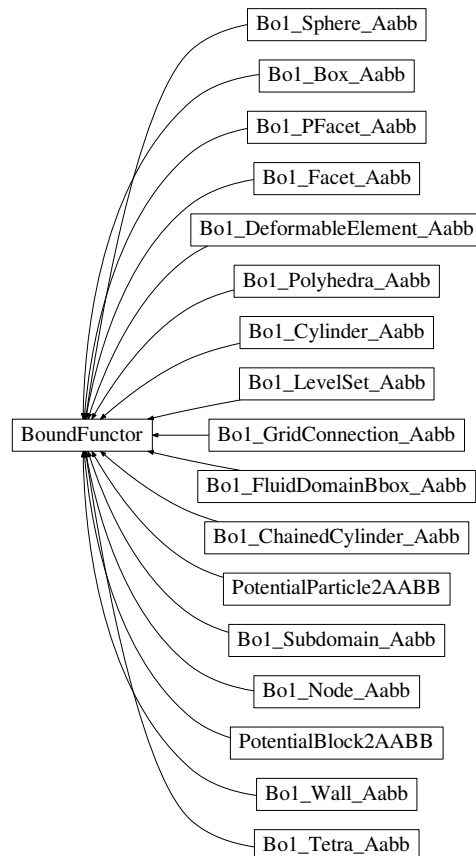 Bo1_Sphere_Aabb
Bo1_Box_Aabb
Bo1_PFacet_Aabb
Bo1_Facet_Aabb
Bo1_DeformableElement_Aabb
Bo1_Polyhedra_Aabb
Bo1_Cylinder_Aabb
Bo1_LevelSet_Aabb
BoundFunctor
Bo1_GridConnection_Aabb
Bo1_FluidDomainBbox_Aabb
Bo1_ChainedCylinder_Aabb
PotentialParticle2AABB
Bo1_Subdomain_Aabb
Bo1_Node_Aabb
PotentialBlock2AABB
Bo1_Wall_Aabb
Bo1_Tetra_Aabb